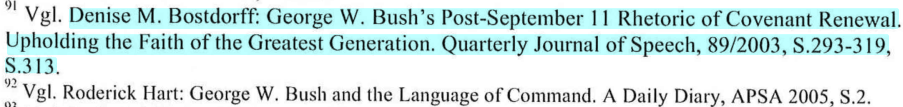 91 Vgl. Denise M. Bostdorff: George W. Bush's Post-September 11 Rhetoric of Covenant Renewal.
Upholding the Faith of the Greatest Generation. Quarterly Journal of Speech, 89/2003, S.293-319,
S.313.
92 Vgl. Roderick Hart: George W. Bush and the Language of Command. A Daily Diary, APSA 2005, S.2.
93